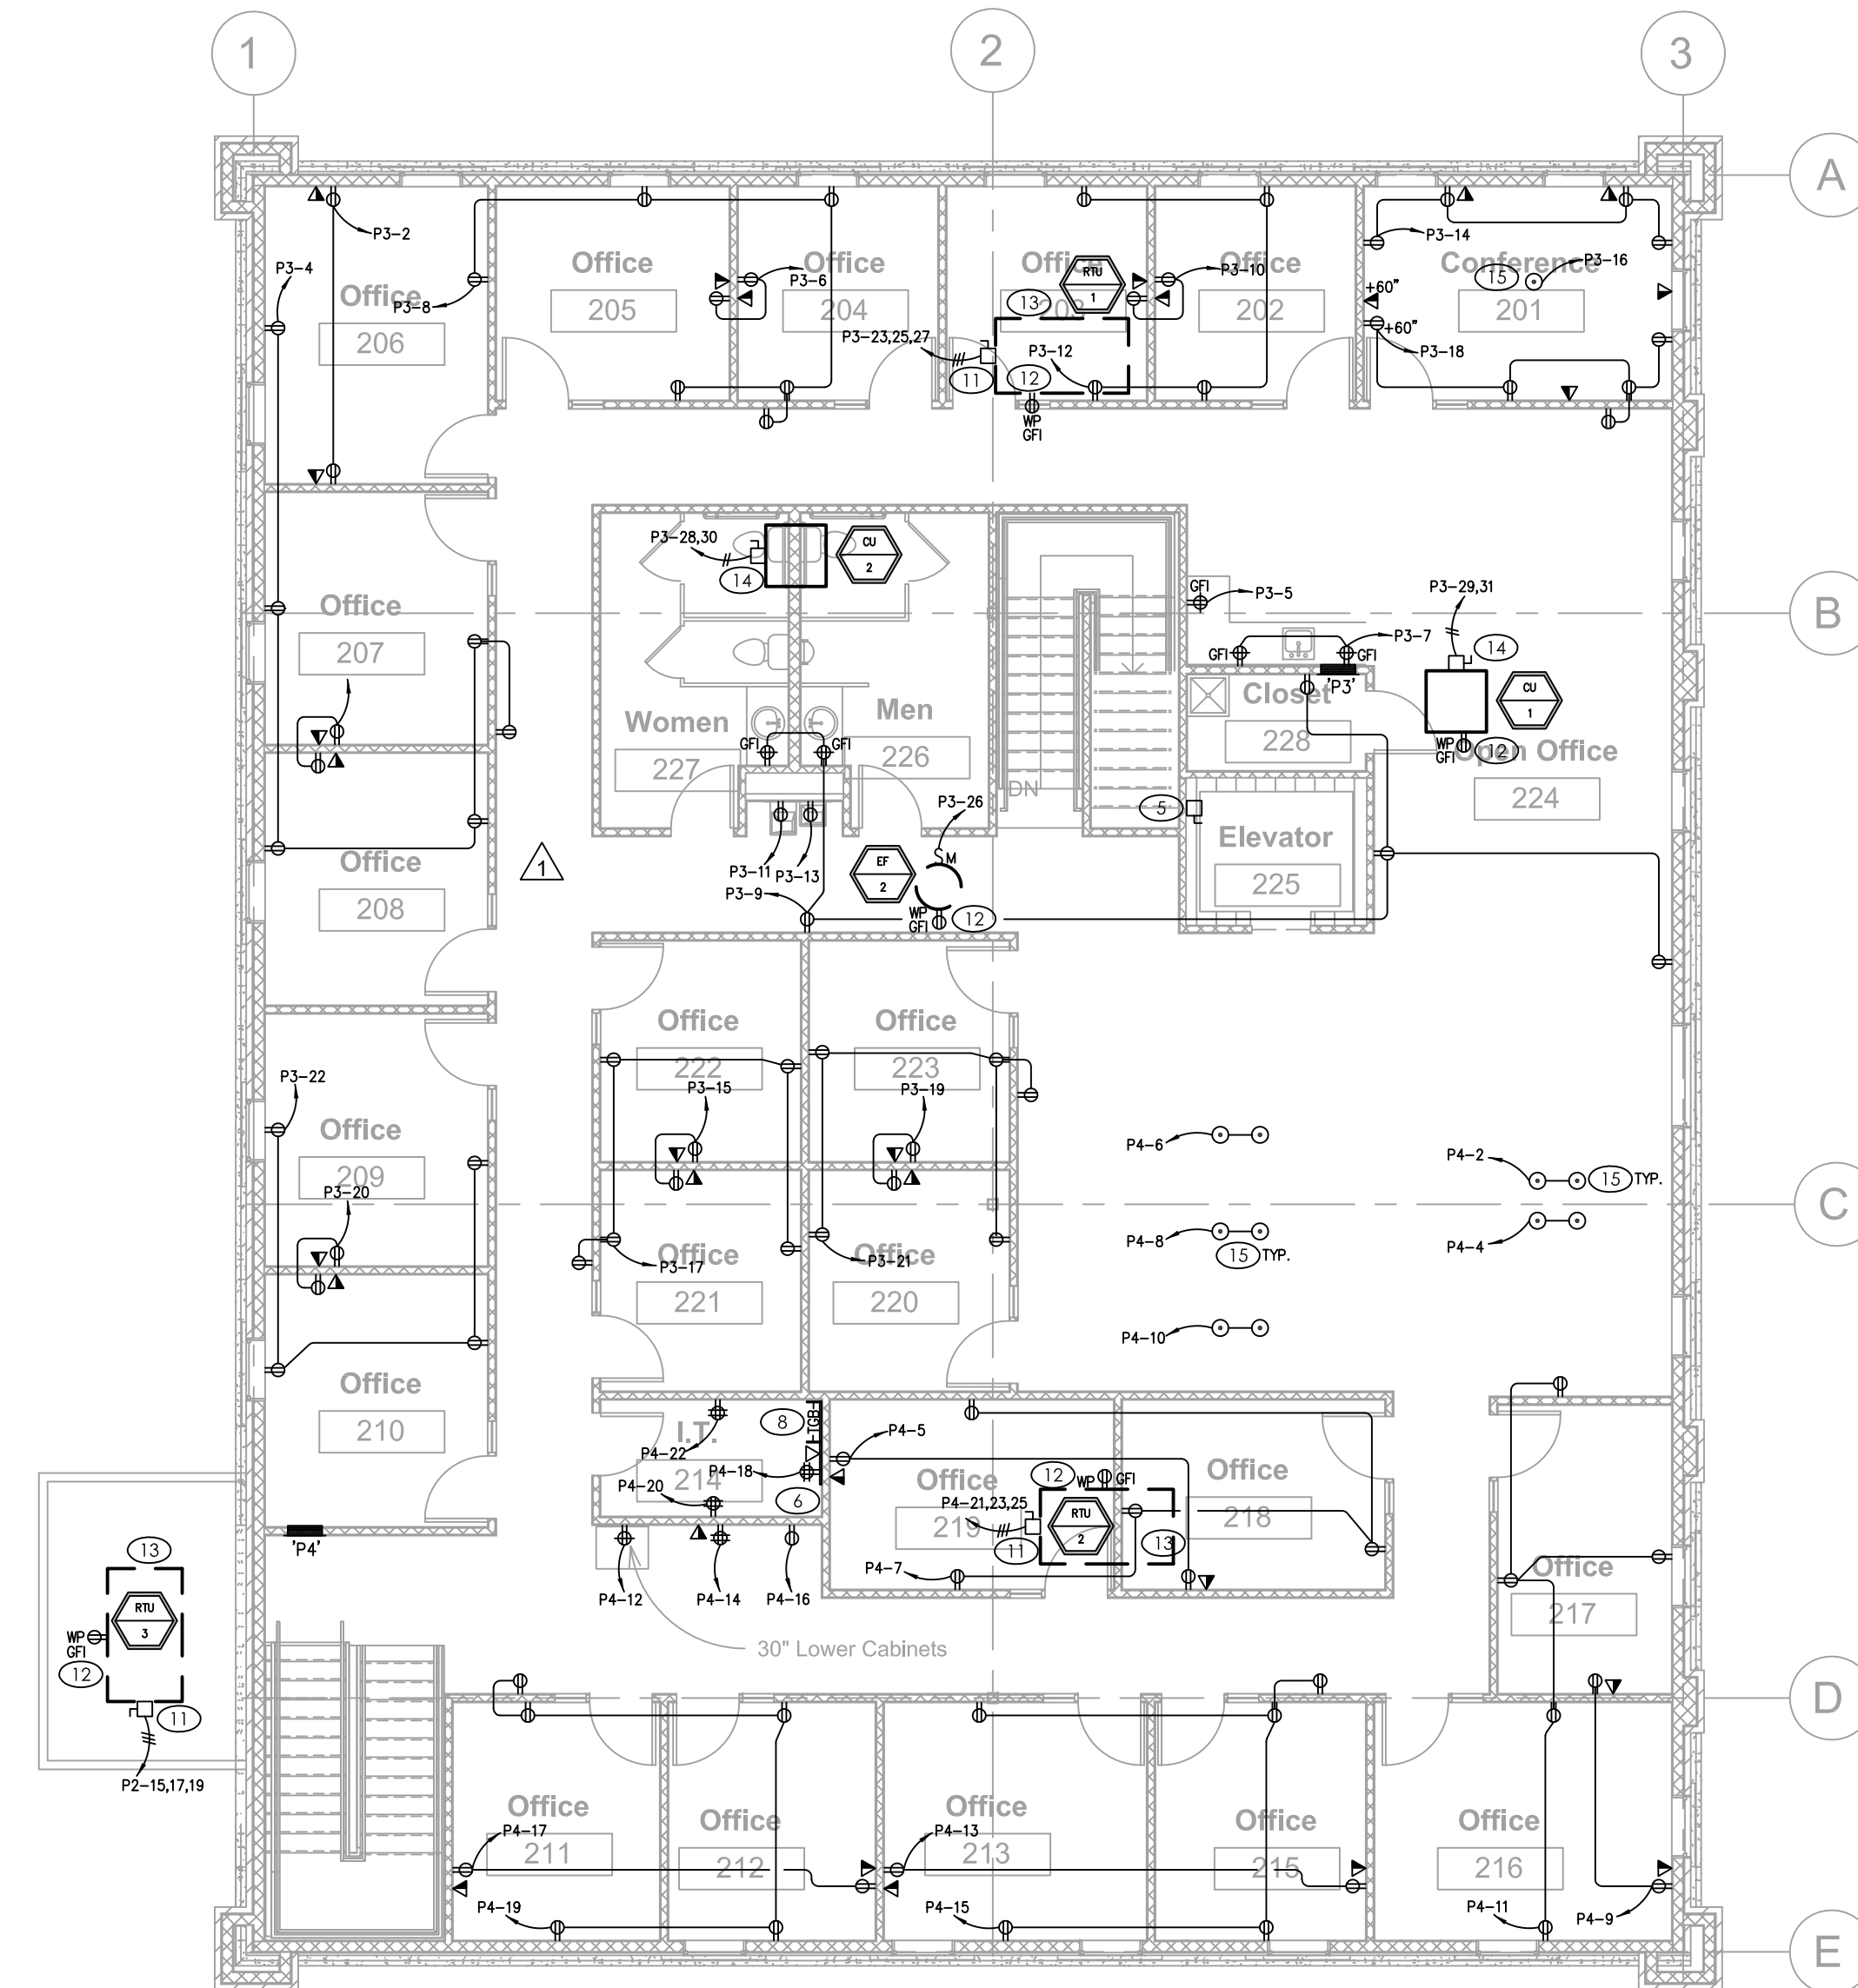 1
2
3
A
P3-2
P3-4
Office
206
P3-8
Office
205
P3-6
Office
204
Office
203
RTU
1
13
P3-23,25,27
11
12
P3-12
WP
GFI
P3-10
Office
202
P3-14
Conference
201
15
P3-16
+60"
+60"
P3-18
P3-28,30
14
CU
2
GFI
P3-5
P3-29,31
14
B
Office
207
GFI
P3-7
GFI
'P3'
Closet
228
CU
1
WP
GFI
12
Open Office
224
Women
227
Men
226
GFI
GFI
DN
P3-26
5
Elevator
225
Office
208
1
P3-11
P3-13
P3-9
EF
2
SM
WP
GFI
12
Office
222
P3-15
Office
223
P3-19
P3-22
Office
209
P3-20
P4-6
P4-2
15
TYP.
C
P4-8
15
TYP.
P4-4
Office
221
P3-17
Office
220
P3-21
P4-10
Office
210
I.T.
214
8
TGB
P4-22
P4-18
P4-20
6
P4-5
Office
219
P4-21,23,25
11
12
WP
GFI
RTU
2
13
Office
218
P4-7
'P4'
P4-12
P4-14
P4-16
Office
217
13
RTU
3
WP
GFI
12
11
P2-15,17,19
30" Lower Cabinets
D
Office
211
P4-17
Office
212
Office
213
P4-13
Office
215
Office
216
P4-19
P4-15
P4-11
P4-9
E